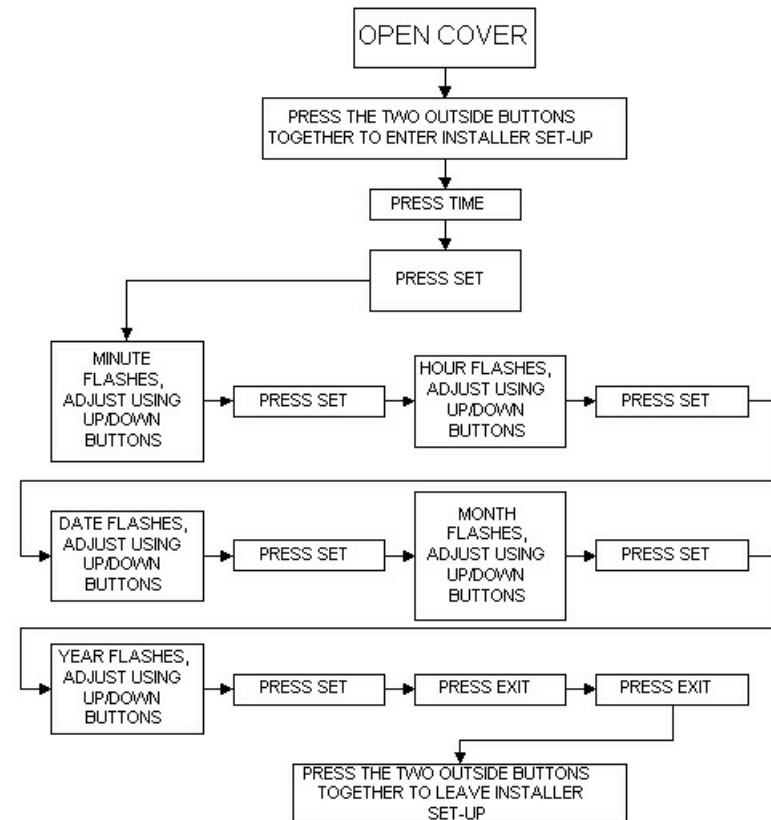 OPEN COVER
PRESS THE TWO OUTSIDE BUTTONS
TOGETHER TO ENTER INSTALLER SET-UP
PRESS TIME
PRESS SET
MINUTE
FLASHES,
ADJUST USING
UP/DOWN
BUTTONS
PRESS SET
HOUR FLASHES,
ADJUST USING
UP/DOWN
BUTTONS
PRESS SET
DATE FLASHES,
ADJUST USING
UP/DOWN
BUTTONS
PRESS SET
MONTH
FLASHES,
ADJUST USING
UP/DOWN
BUTTONS
PRESS SET
YEAR FLASHES,
ADJUST USING
UP/DOWN
BUTTONS
PRESS SET
PRESS EXIT
PRESS EXIT
PRESS THE TWO OUTSIDE BUTTONS
TOGETHER TO LEAVE INSTALLER
SET-UP